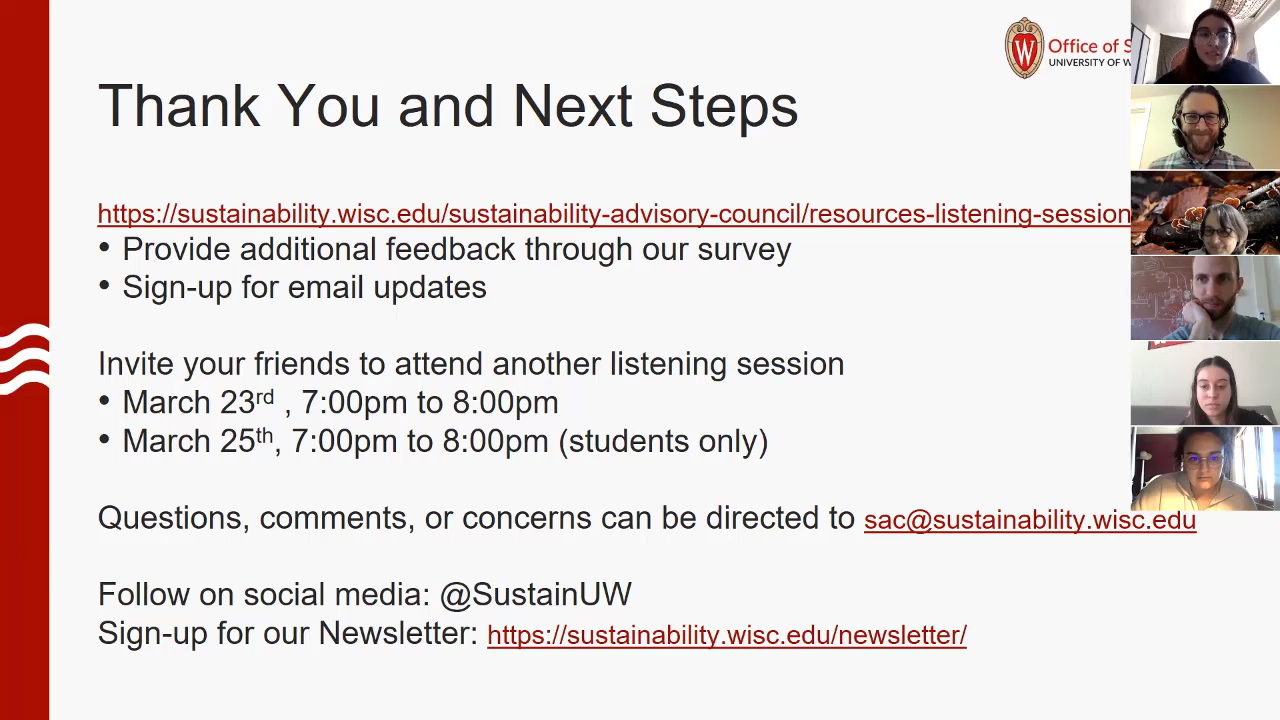 Office of S
UNIVERSITY OF W
Thank You and Next Steps
https://sustainability.wisc.edu/sustainability-advisory-council/resources-listening-session
• Provide additional feedback through our survey
• Sign-up for email updates
Invite your friends to attend another listening session
• March 23rd , 7:00pm to 8:00pm
• March 25th, 7:00pm to 8:00pm (students only)
Questions, comments, or concerns can be directed to sac@sustainability.wisc.edu
Follow on social media: @SustainUW
Sign-up for our Newsletter: https://sustainability.wisc.edu/newsletter/